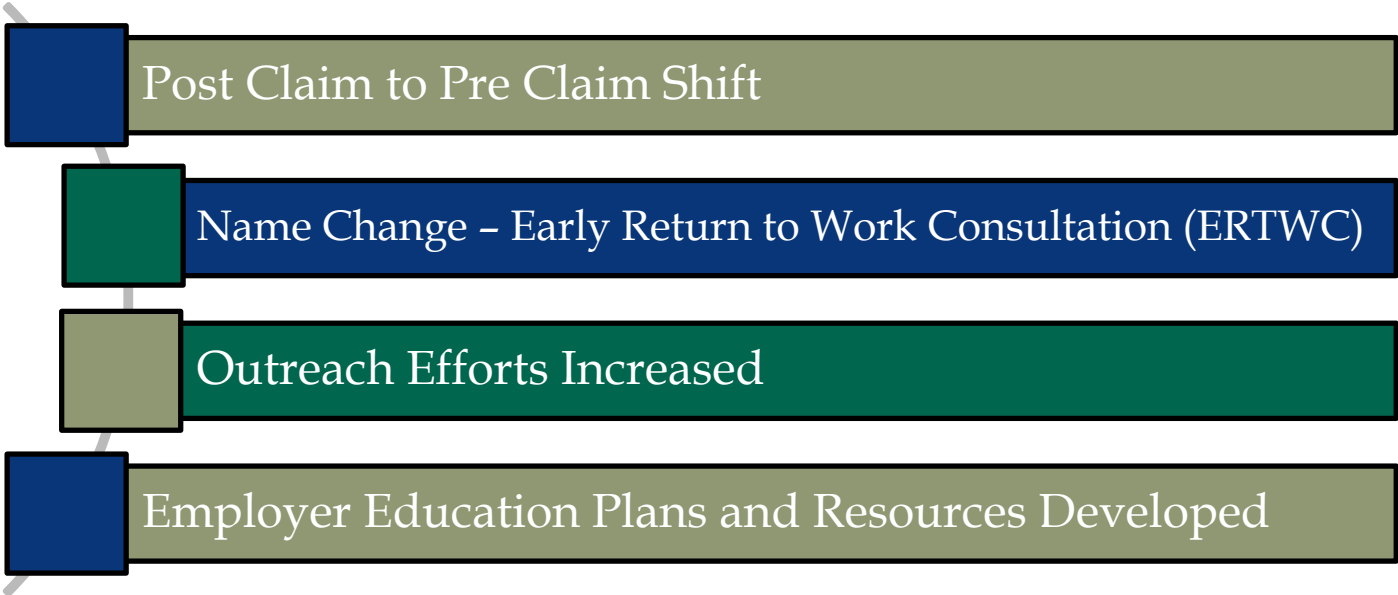 Post Claim to Pre Claim Shift
Name Change – Early Return to Work Consultation (ERTWC)
Outreach Efforts Increased
Employer Education Plans and Resources Developed